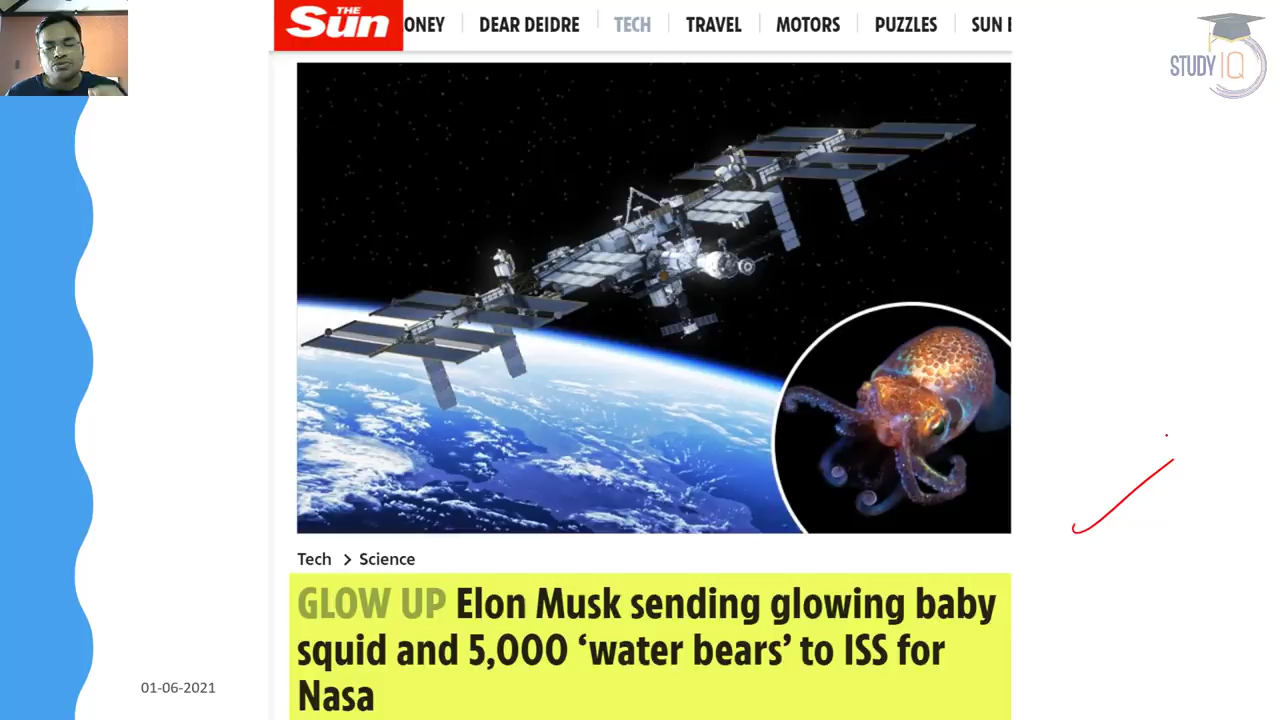 THE
Sun
ONEY
DEAR DEIDRE
TECH
TRAVEL
MOTORS
PUZZLES
SUN
STUDY IQ
Tech > Science
GLOW UP Elon Musk sending glowing baby
squid and 5,000 ‘water bears’ to ISS for
Nasa
01-06-2021